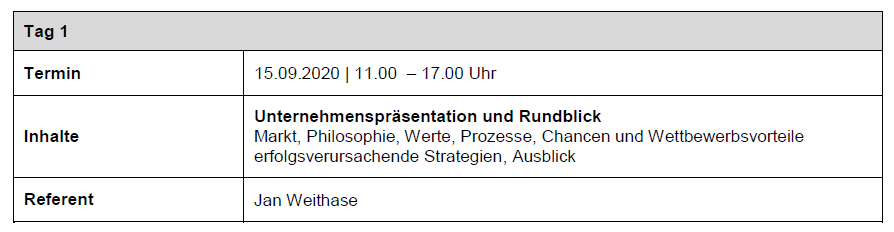 Tag 1
Termin 15.09.2020 | 11.00 – 17.00 Uhr
Inhalte
Unternehmenspräsentation und Rundblick
Markt, Philosophie, Werte, Prozesse, Chancen und Wettbewerbsvorteile
erfolgsverursachende Strategien, Ausblick
Referent Jan Weithase